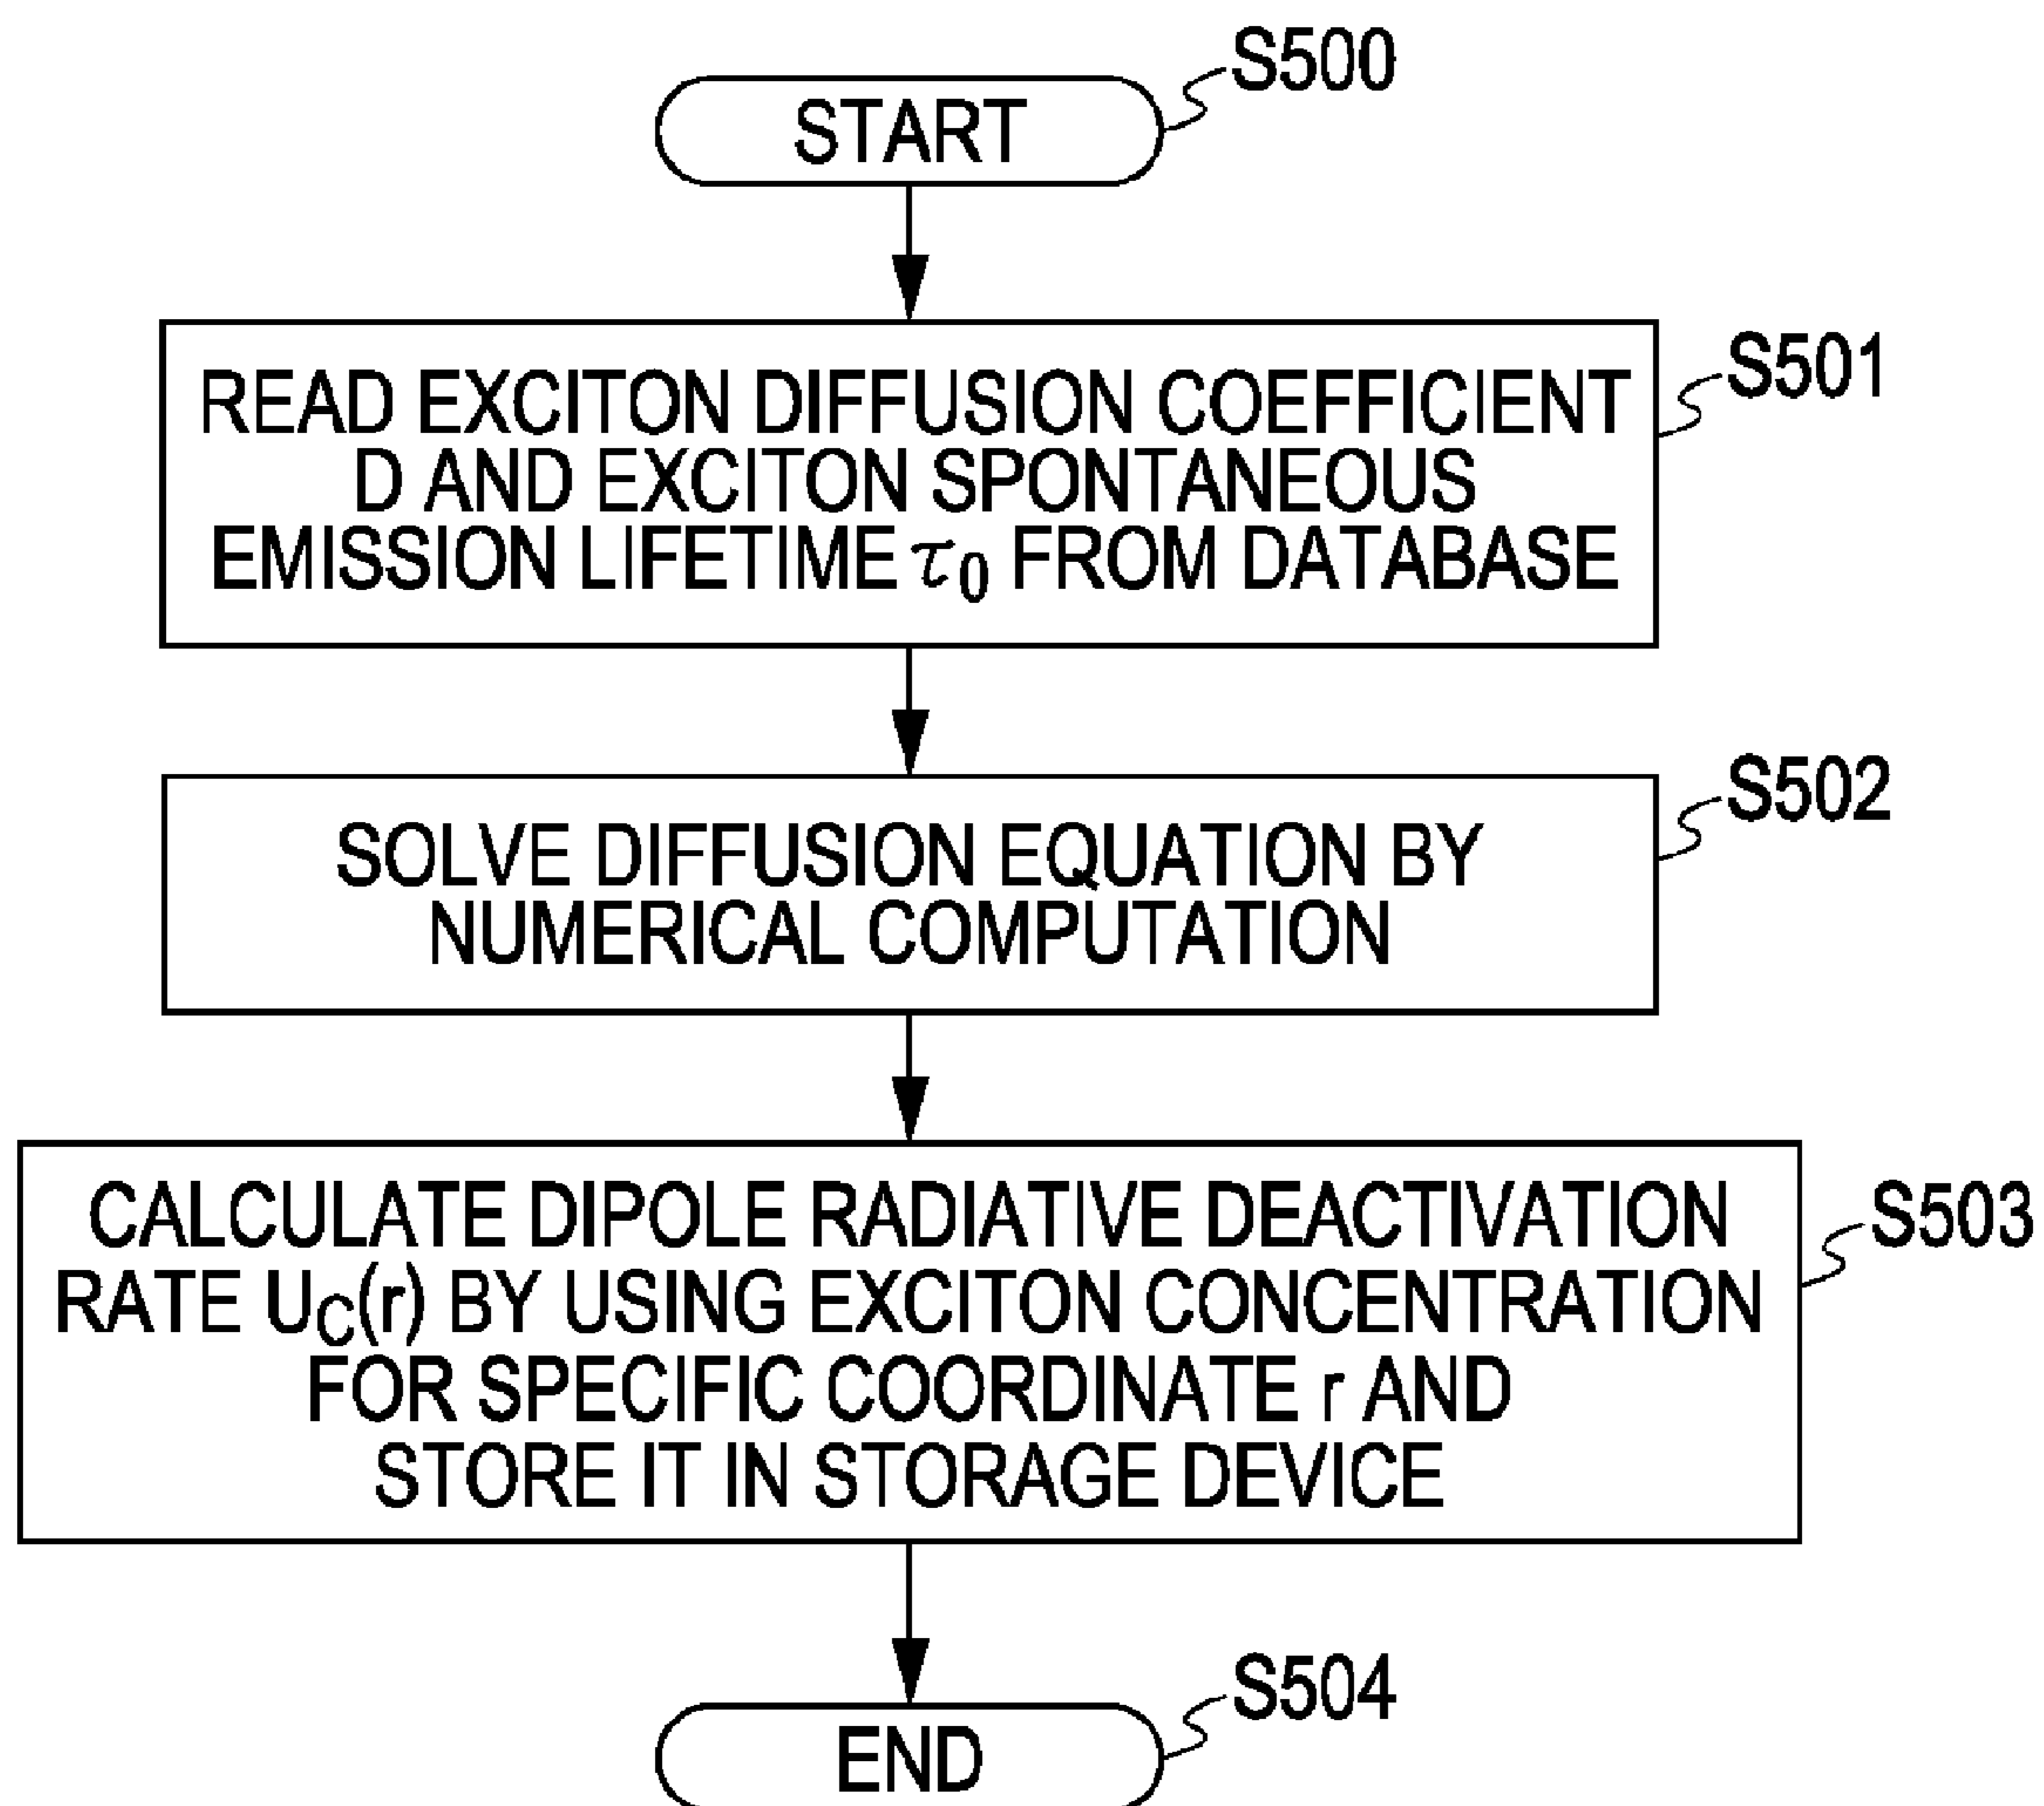 S500
START
S501
READ EXCITON DIFFUSION COEFFICIENT
D AND EXCITON SPONTANEOUS
EMISSION LIFETIME τ₀ FROM DATABASE
S502
SOLVE DIFFUSION EQUATION BY
NUMERICAL COMPUTATION
S503
CALCULATE DIPOLE RADIATIVE DEACTIVATION
RATE U_C(r) BY USING EXCITON CONCENTRATION
FOR SPECIFIC COORDINATE r AND
STORE IT IN STORAGE DEVICE
S504
END